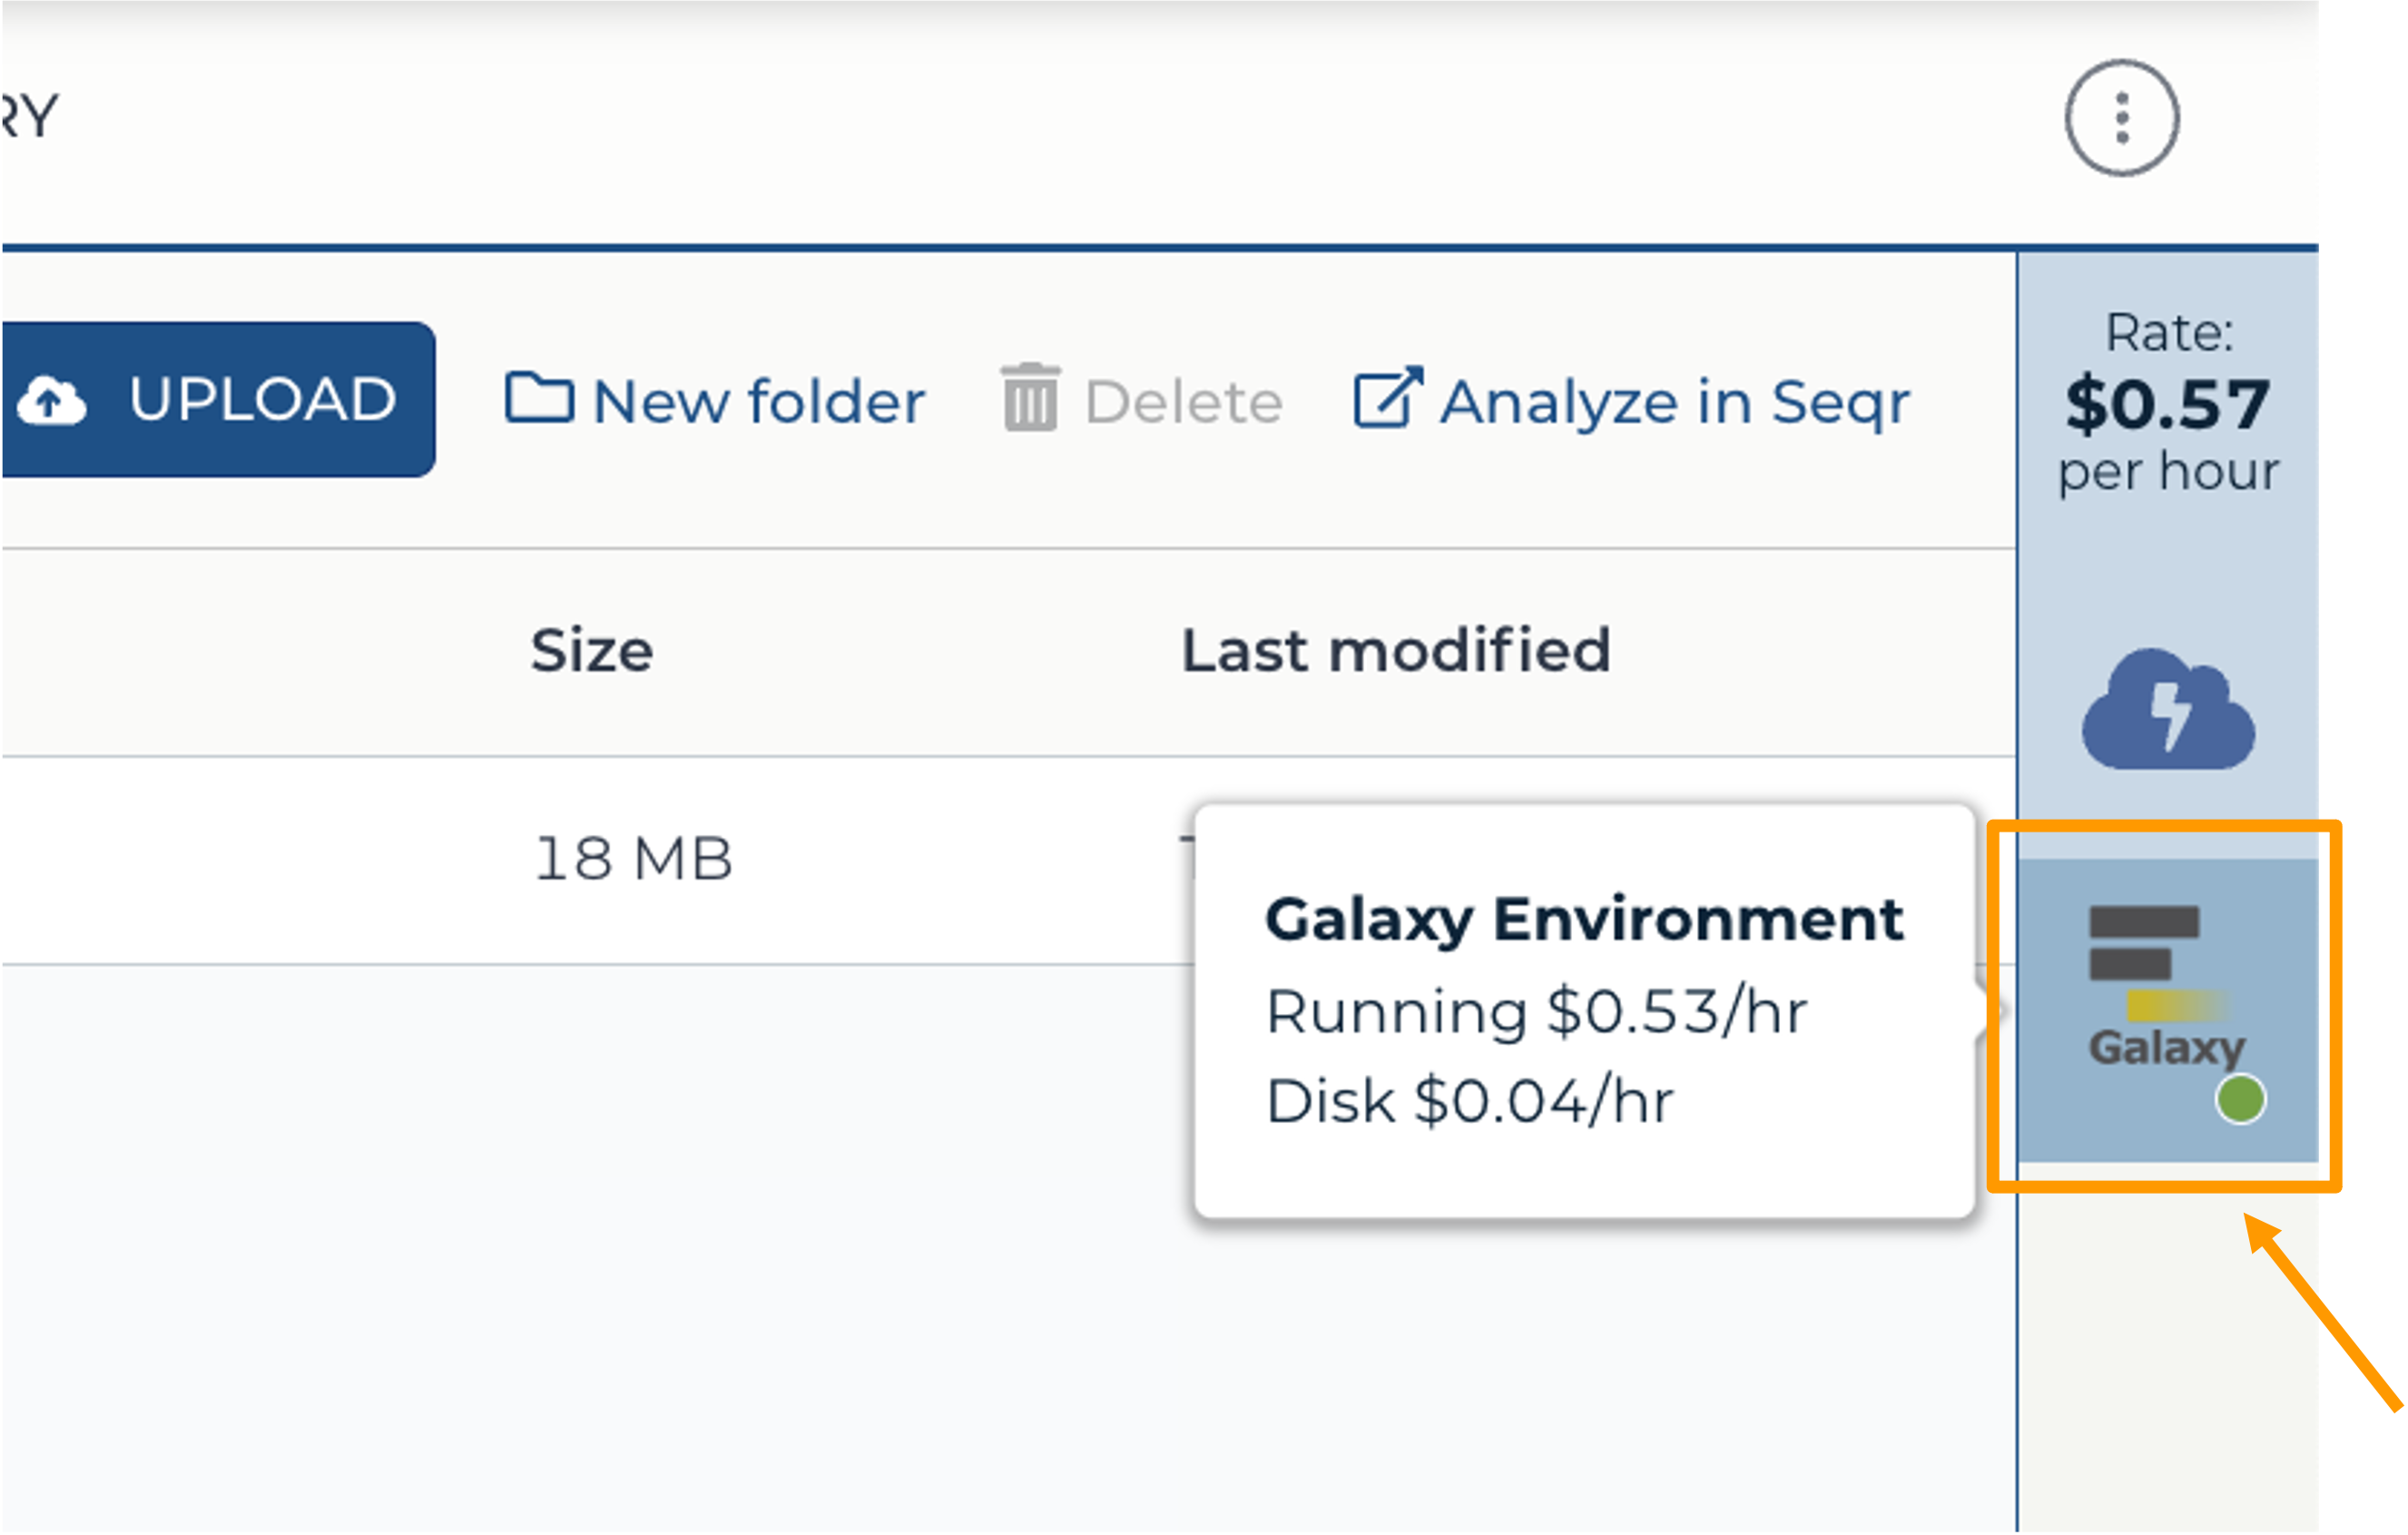 RY
UPLOAD New folder Delete Analyze in Seqr
Rate:
$0.57
per hour
Size Last modified
18 MB
Galaxy Environment
Running $0.53/hr
Disk $0.04/hr
Galaxy